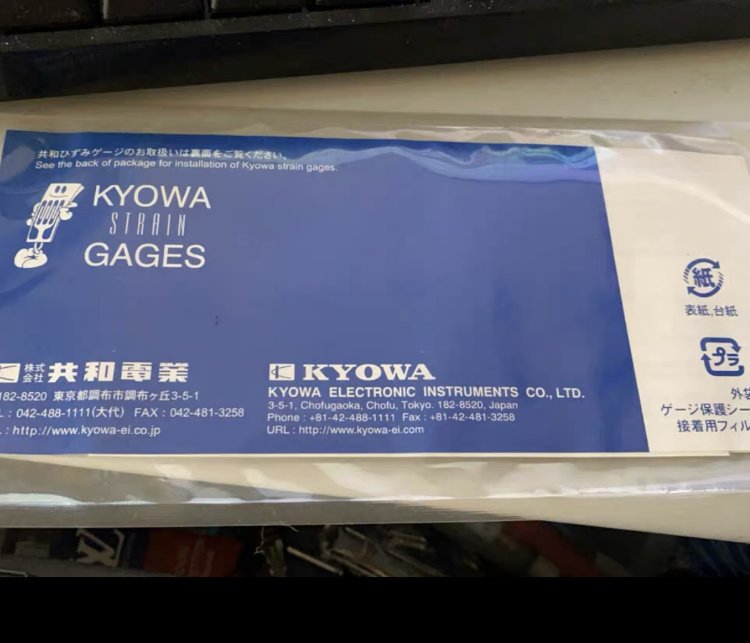 共和ひずみゲージのお取扱いは裏面をご覧ください。
See the back of package for installation of Kyowa strain gages.
KYOWA
STRAIN
GAGES
紙
表紙,台紙
プラ
外袋
ゲージ保護シー
接着用フィル
株式会社 共和電業
182-8520 東京都調布市調布ヶ丘3-5-1
L : 042-488-1111(大代) FAX : 042-481-3258
L : http://www.kyowa-ei.co.jp
KYOWA
KYOWA ELECTRONIC INSTRUMENTS CO., LTD.
3-5-1, Chofugaoka, Chofu, Tokyo. 182-8520, Japan
Phone : +81-42-488-1111 Fax : +81-42-481-3258
URL : http://www.kyowa-ei.com